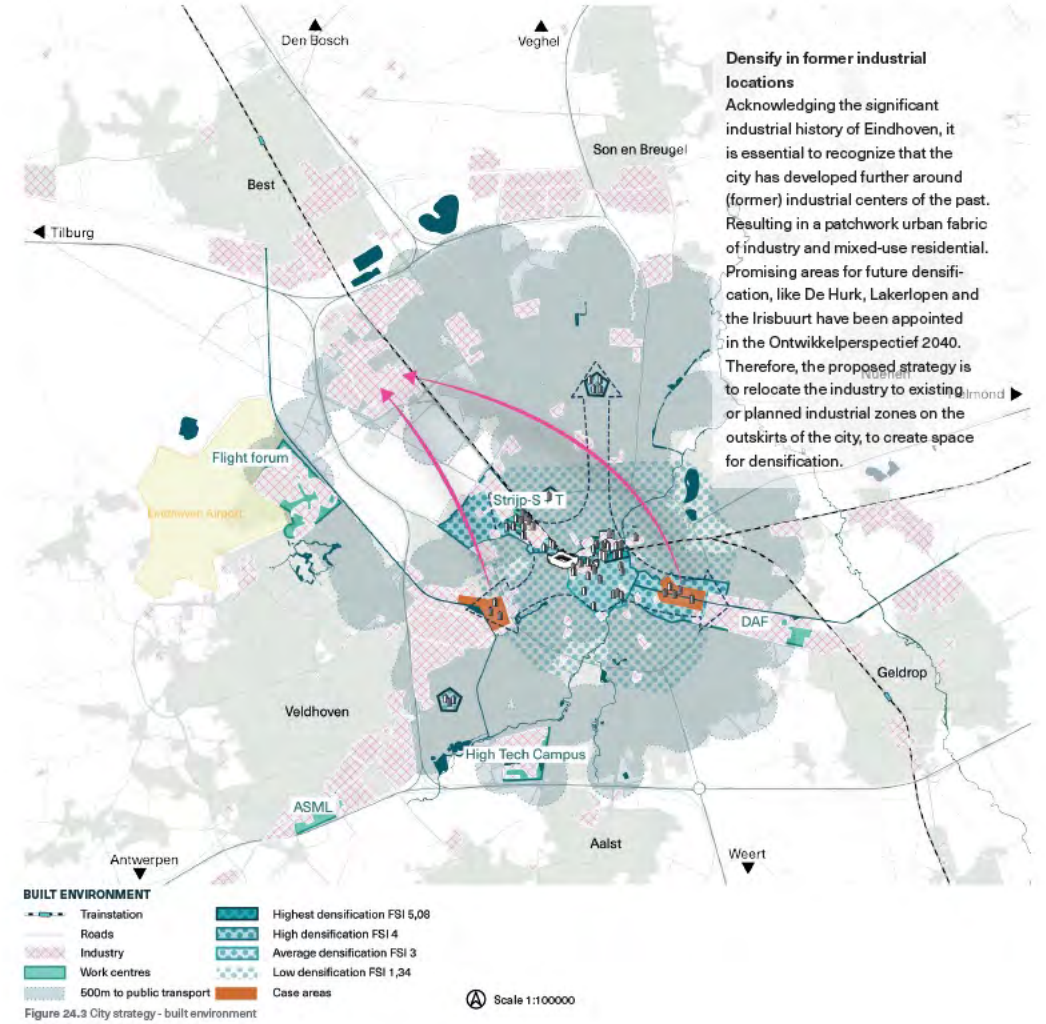 Den Bosch
Veghel
Densify in former industrial
locations
Acknowledging the significant
industrial history of Eindhoven, it
is essential to recognize that the
city has developed further around
(former) industrial centers of the past.
Resulting in a patchwork urban fabric
of industry and mixed-use residential.
Promising areas for future densifi-
cation, like De Hurk, Lakerlopen and
the Irisbuurt have been appointed
in the Ontwikkelperspectief 2040.
Therefore, the proposed strategy is
to relocate the industry to existing
or planned industrial zones on the
outskirts of the city, to create space
for densification.
Son en Breugel
Best
Tilburg
Nuenen
Helmond
Flight forum
Eindhoven Airport
Strijp-S T
DAF
Geldrop
Veldhoven
High Tech Campus
ASML
Aalst
Antwerpen
Weert
BUILT ENVIRONMENT
Trainstation
Roads
Industry
Work centres
500m to public transport
Highest densification FSI 5,08
High densification FSI 4
Average densification FSI 3
Low densification FSI 1,34
Case areas
A Scale 1:100000
Figure 24.3 City strategy - built environment